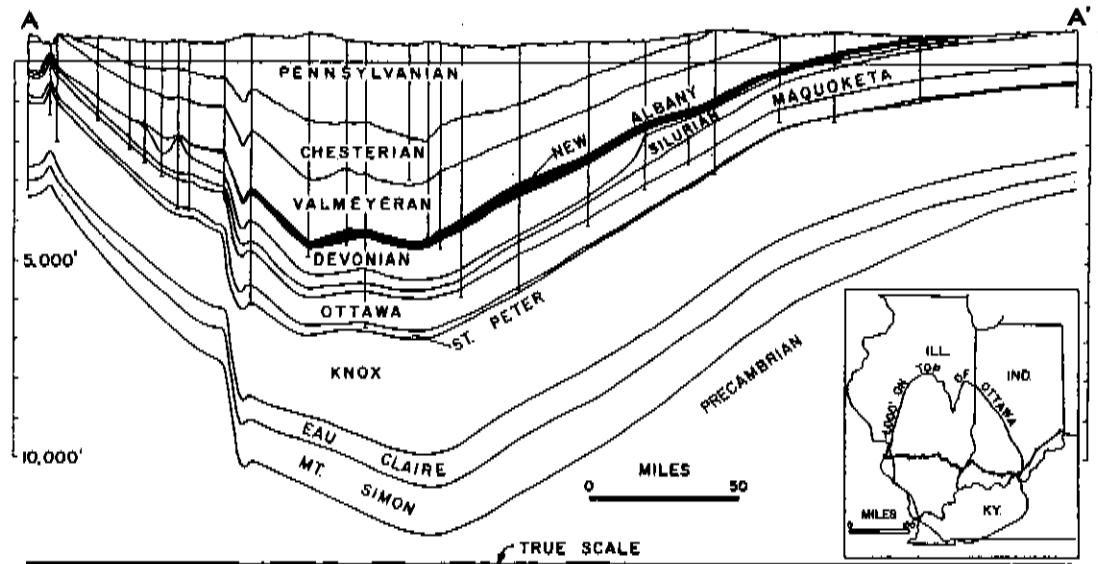 A
A'
PENNSYLVANIAN
CHESTERIAN
VALMEYERAN
NEW ALBANY
SILURIAN
MAQUOKETA
DEVONIAN
5,000'
OTTAWA
ST. PETER
KNOX
PRECAMBRIAN
EAU CLAIRE
10,000'
MT. SIMON
MILES
0 50
TRUE SCALE
ILL.
IND.
ON TOP OF OTTAWA
KY.
MILES